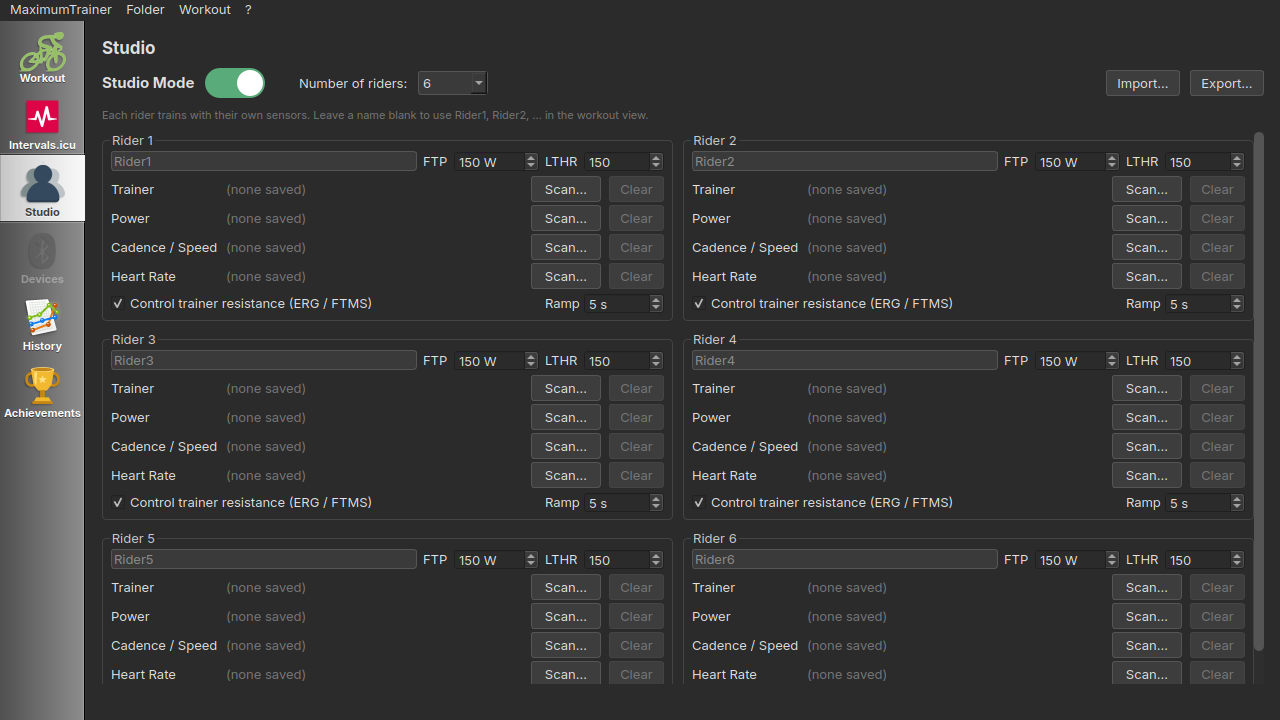 MaximumTrainer Folder Workout ?
Workout
Intervals.icu
Studio
Devices
History
Achievements
Studio
Studio Mode Number of riders: 6 Import... Export...
Each rider trains with their own sensors. Leave a name blank to use Rider1, Rider2, ... in the workout view.
Rider 1
Rider1 FTP 150 W LTHR 150
Trainer (none saved) Scan... Clear
Power (none saved) Scan... Clear
Cadence / Speed (none saved) Scan... Clear
Heart Rate (none saved) Scan... Clear
Control trainer resistance (ERG / FTMS) Ramp 5 s
Rider 2
Rider2 FTP 150 W LTHR 150
Trainer (none saved) Scan... Clear
Power (none saved) Scan... Clear
Cadence / Speed (none saved) Scan... Clear
Heart Rate (none saved) Scan... Clear
Control trainer resistance (ERG / FTMS) Ramp 5 s
Rider 3
Rider3 FTP 150 W LTHR 150
Trainer (none saved) Scan... Clear
Power (none saved) Scan... Clear
Cadence / Speed (none saved) Scan... Clear
Heart Rate (none saved) Scan... Clear
Control trainer resistance (ERG / FTMS) Ramp 5 s
Rider 4
Rider4 FTP 150 W LTHR 150
Trainer (none saved) Scan... Clear
Power (none saved) Scan... Clear
Cadence / Speed (none saved) Scan... Clear
Heart Rate (none saved) Scan... Clear
Control trainer resistance (ERG / FTMS) Ramp 5 s
Rider 5
Rider5 FTP 150 W LTHR 150
Trainer (none saved) Scan... Clear
Power (none saved) Scan... Clear
Cadence / Speed (none saved) Scan... Clear
Heart Rate (none saved) Scan... Clear
Rider 6
Rider6 FTP 150 W LTHR 150
Trainer (none saved) Scan... Clear
Power (none saved) Scan... Clear
Cadence / Speed (none saved) Scan... Clear
Heart Rate (none saved) Scan... Clear